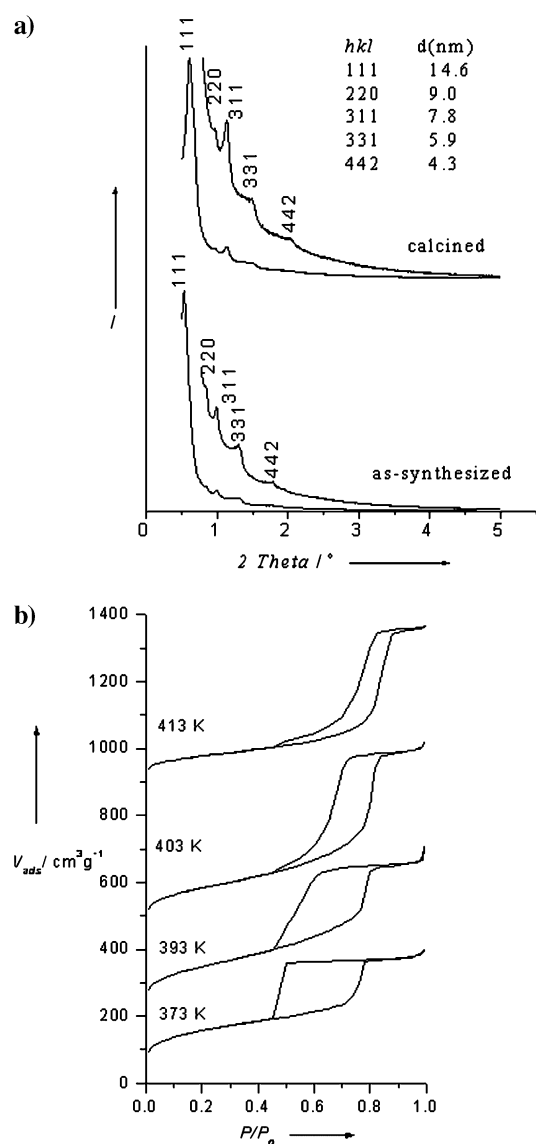 a)
111
220
311
331
442
hkl d(nm)
111 14.6
220 9.0
311 7.8
331 5.9
442 4.3
calcined
I
111
220
311
331
442
as-synthesized
0 1 2 3 4 5
2 Theta / °
b)
1400
1200
1000
800
600
400
200
0
413 K
403 K
393 K
373 K
Vads/ cm³g⁻¹
0.0 0.2 0.4 0.6 0.8 1.0
P/P₀